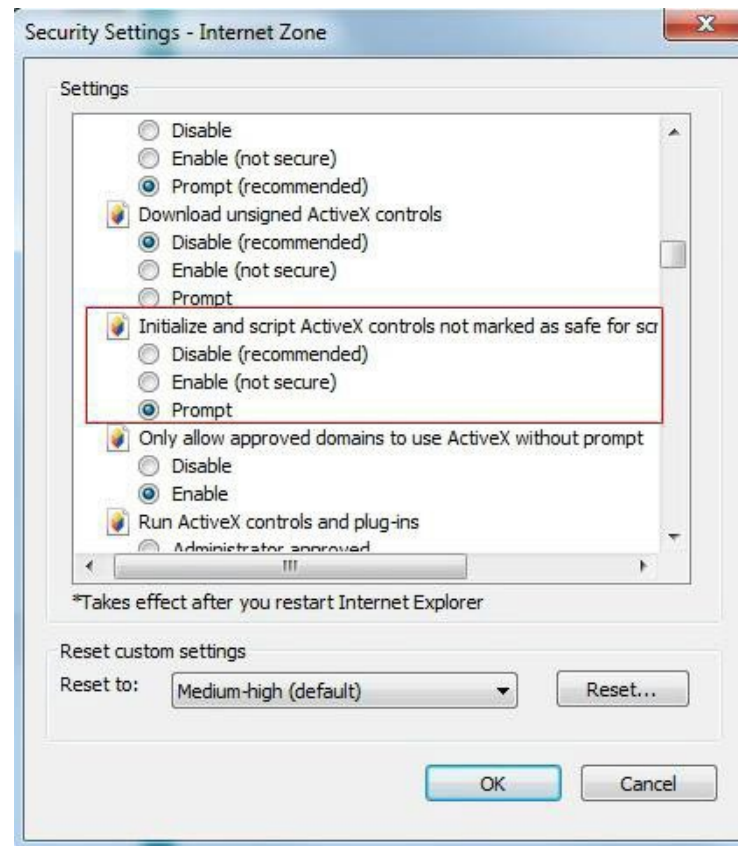 Security Settings - Internet Zone
Settings
Disable
Enable (not secure)
Prompt (recommended)
Download unsigned ActiveX controls
Disable (recommended)
Enable (not secure)
Prompt
Initialize and script ActiveX controls not marked as safe for scr
Disable (recommended)
Enable (not secure)
Prompt
Only allow approved domains to use ActiveX without prompt
Disable
Enable
Run ActiveX controls and plug-ins
Administrator approved
*Takes effect after you restart Internet Explorer
Reset custom settings
Reset to: Medium-high (default) Reset...
OK Cancel